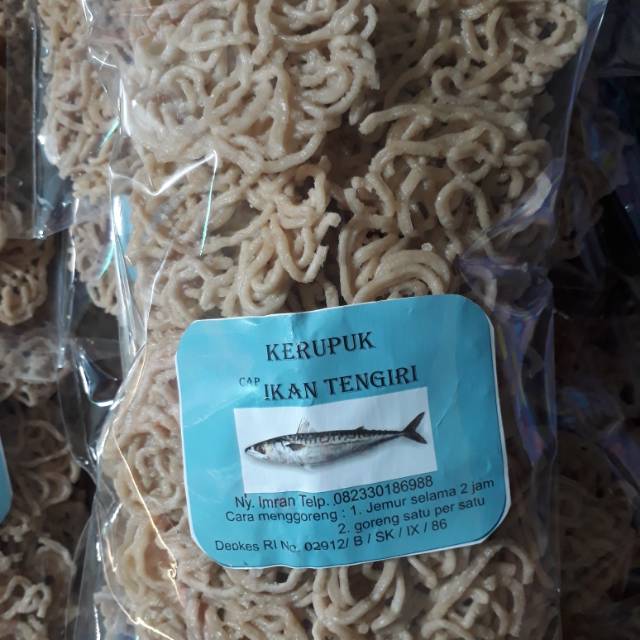 KERUPUK
CAP IKAN TENGIRI
Ny. Imran Telp. 082330186988
Cara menggoreng : 1. Jemur selama 2 jam
2. goreng satu per satu
Depkes RI No. 02912/ B / SK / IX / 86